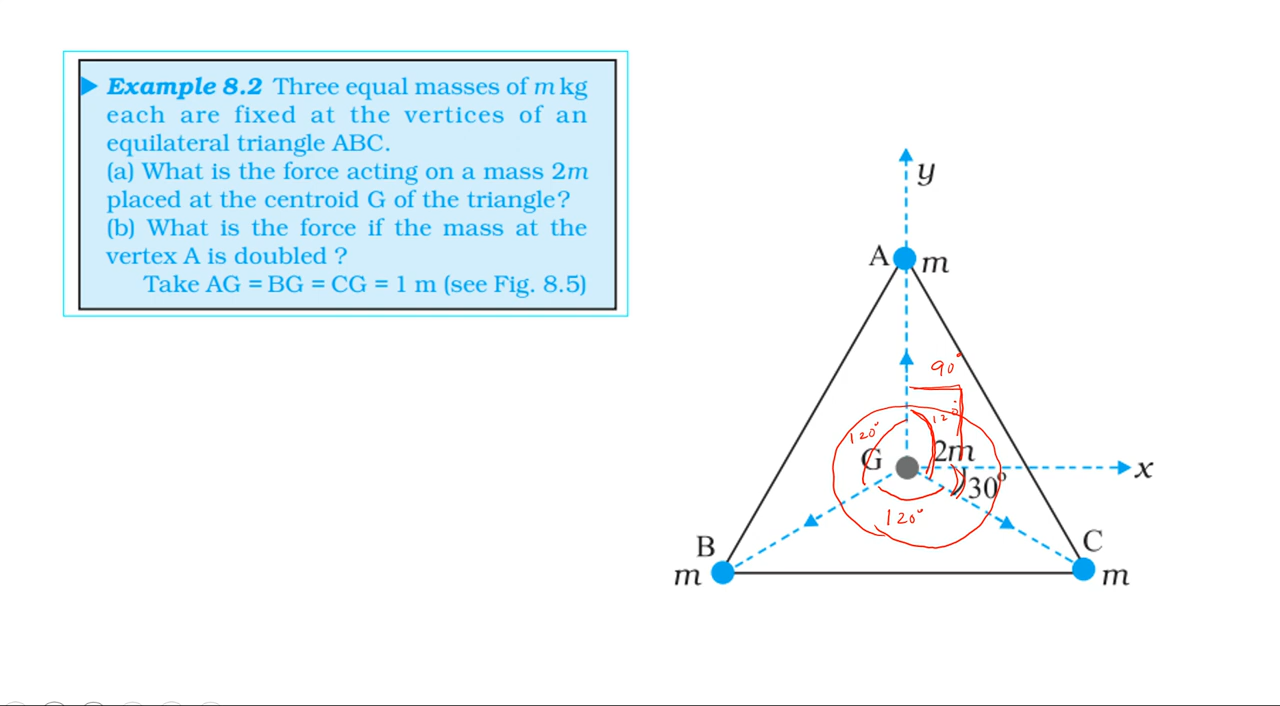 Example 8.2 Three equal masses of m kg
each are fixed at the vertices of an
equilateral triangle ABC.
(a) What is the force acting on a mass 2m
placed at the centroid G of the triangle?
(b) What is the force if the mass at the
vertex A is doubled ?
Take AG = BG = CG = 1 m (see Fig. 8.5)
y
A m
90°
120° 120°
G 2m x
30°
120°
B C
m m